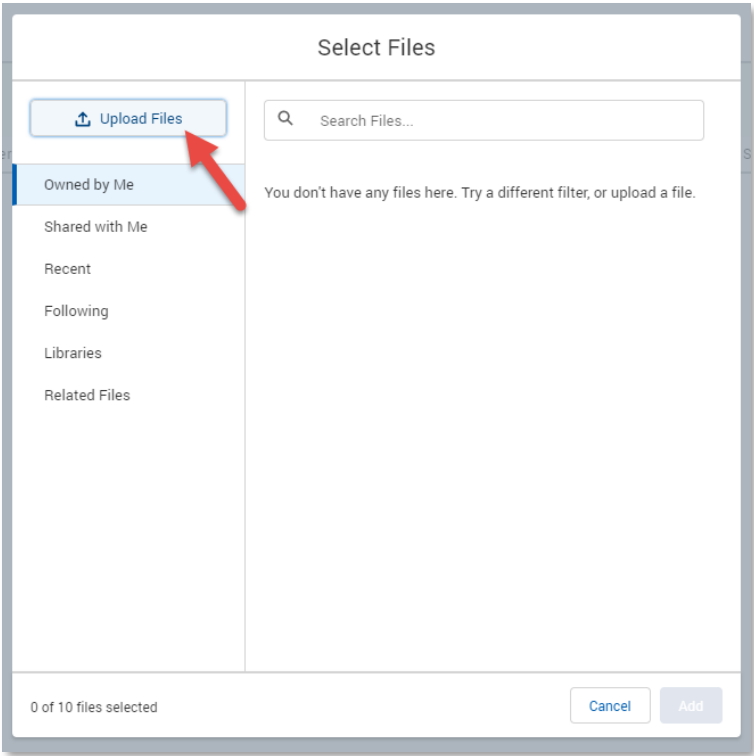 Select Files
Upload Files
Search Files...
Owned by Me
You don't have any files here. Try a different filter, or upload a file.
Shared with Me
Recent
Following
Libraries
Related Files
0 of 10 files selected
Cancel
Add